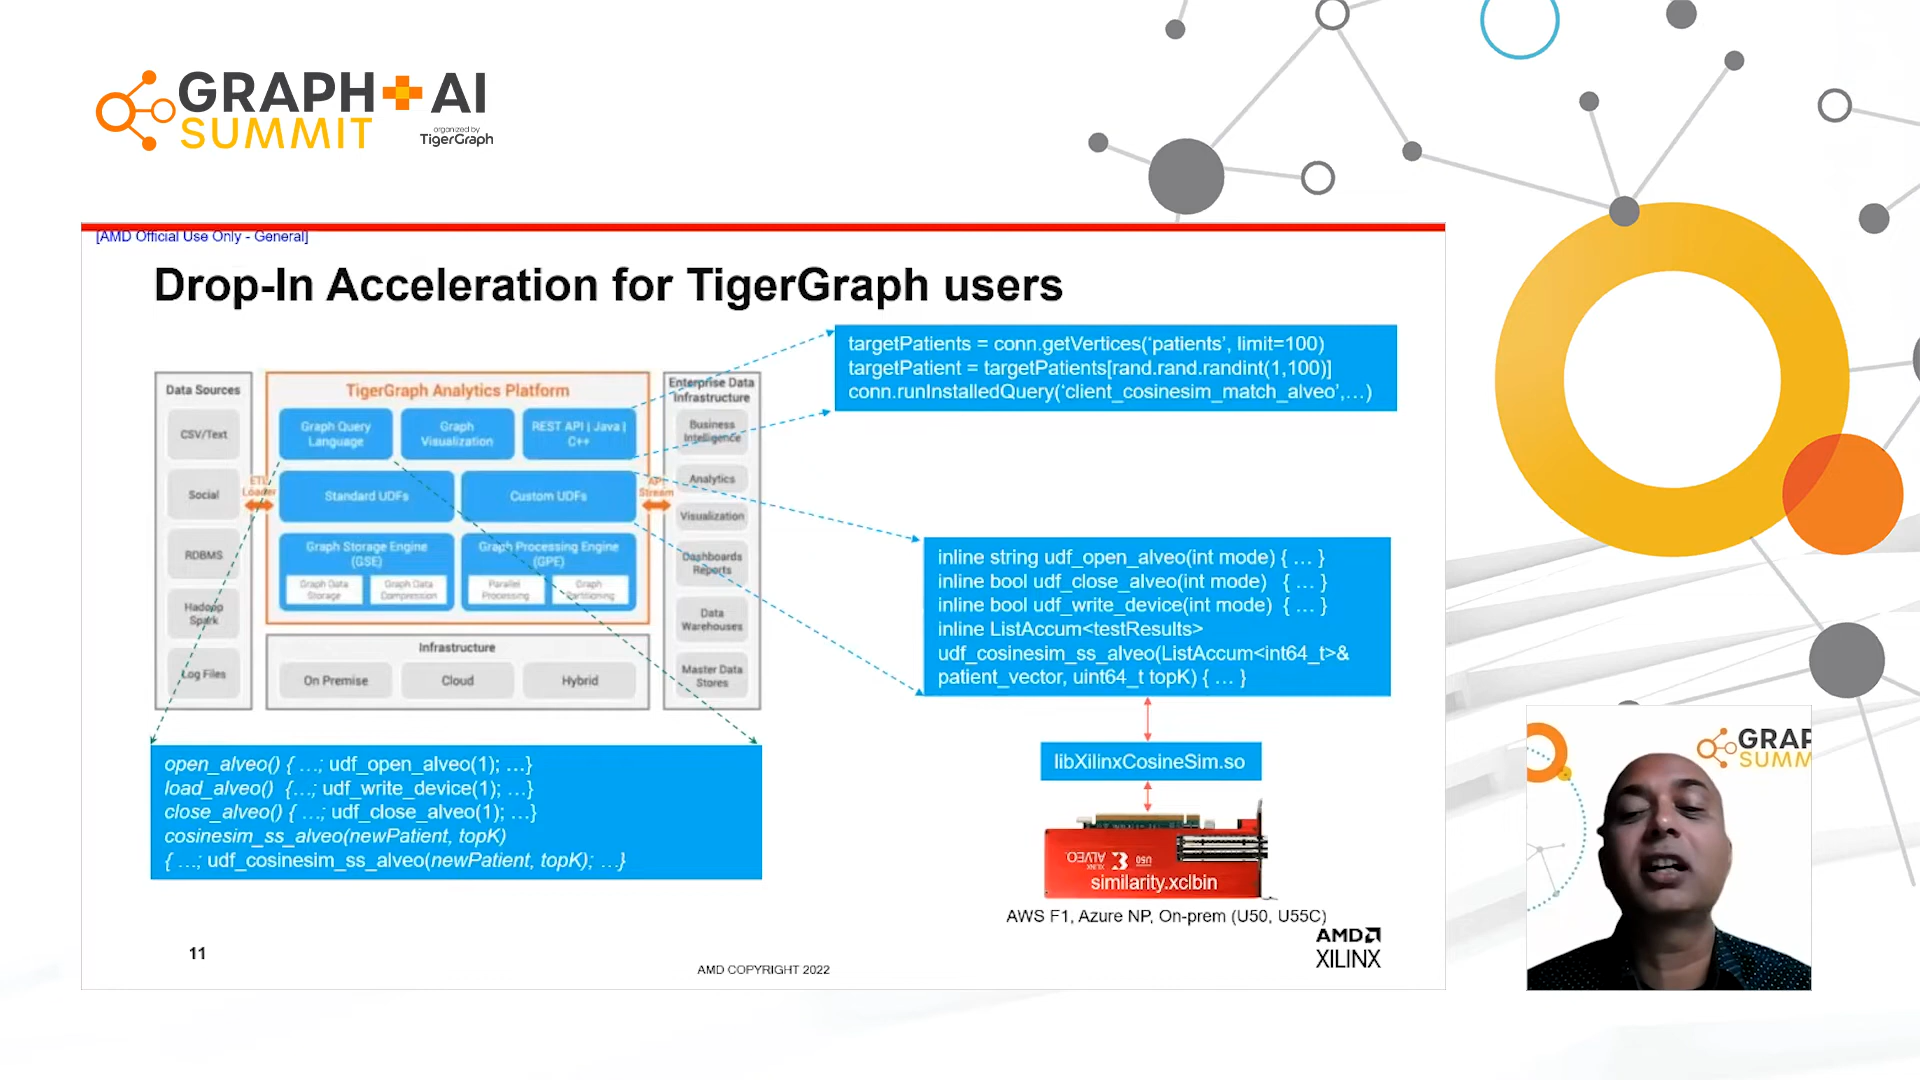 GRAPH+AI
SUMMIT
organized by
TigerGraph
[AMD Official Use Only - General]
Drop-In Acceleration for TigerGraph users
targetPatients = conn.getVertices(‘patients’, limit=100)
targetPatient = targetPatients[rand.rand.randint(1,100)]
conn.runInstalledQuery(‘client_cosinesim_match_alveo’,…)
Data Sources
CSV/Text
Social
RDBMS
Hadoop
Spark
Log Files
ETL
Loader
TigerGraph Analytics Platform
Graph Query
Language
Graph
Visualization
REST API | Java |
C++
Standard UDFs
Custom UDFs
Graph Storage Engine
(GSE)
Graph Data
Storage
Graph Data
Compression
Graph Processing Engine
(GPE)
Parallel
Processing
Graph
Partitioning
Infrastructure
On Premise
Cloud
Hybrid
API
Stream
Enterprise Data
Infrastructure
Business
Intelligence
Analytics
Visualization
Dashboards
Reports
Data
Warehouses
Master Data
Stores
inline string udf_open_alveo(int mode) { … }
inline bool udf_close_alveo(int mode) { … }
inline bool udf_write_device(int mode) { … }
inline ListAccum<testResults>
udf_cosinesim_ss_alveo(ListAccum<int64_t>&
patient_vector, uint64_t topK) { … }
libXilinxCosineSim.so
XILINX
ALVEO
U50
similarity.xclbin
AWS F1, Azure NP, On-prem (U50, U55C)
open_alveo() { …; udf_open_alveo(1); …}
load_alveo() {…; udf_write_device(1); …}
close_alveo() { …; udf_close_alveo(1); …}
cosinesim_ss_alveo(newPatient, topK)
{ …; udf_cosinesim_ss_alveo(newPatient, topK); …}
11
AMD COPYRIGHT 2022
AMD
XILINX
GRAP
SUMM